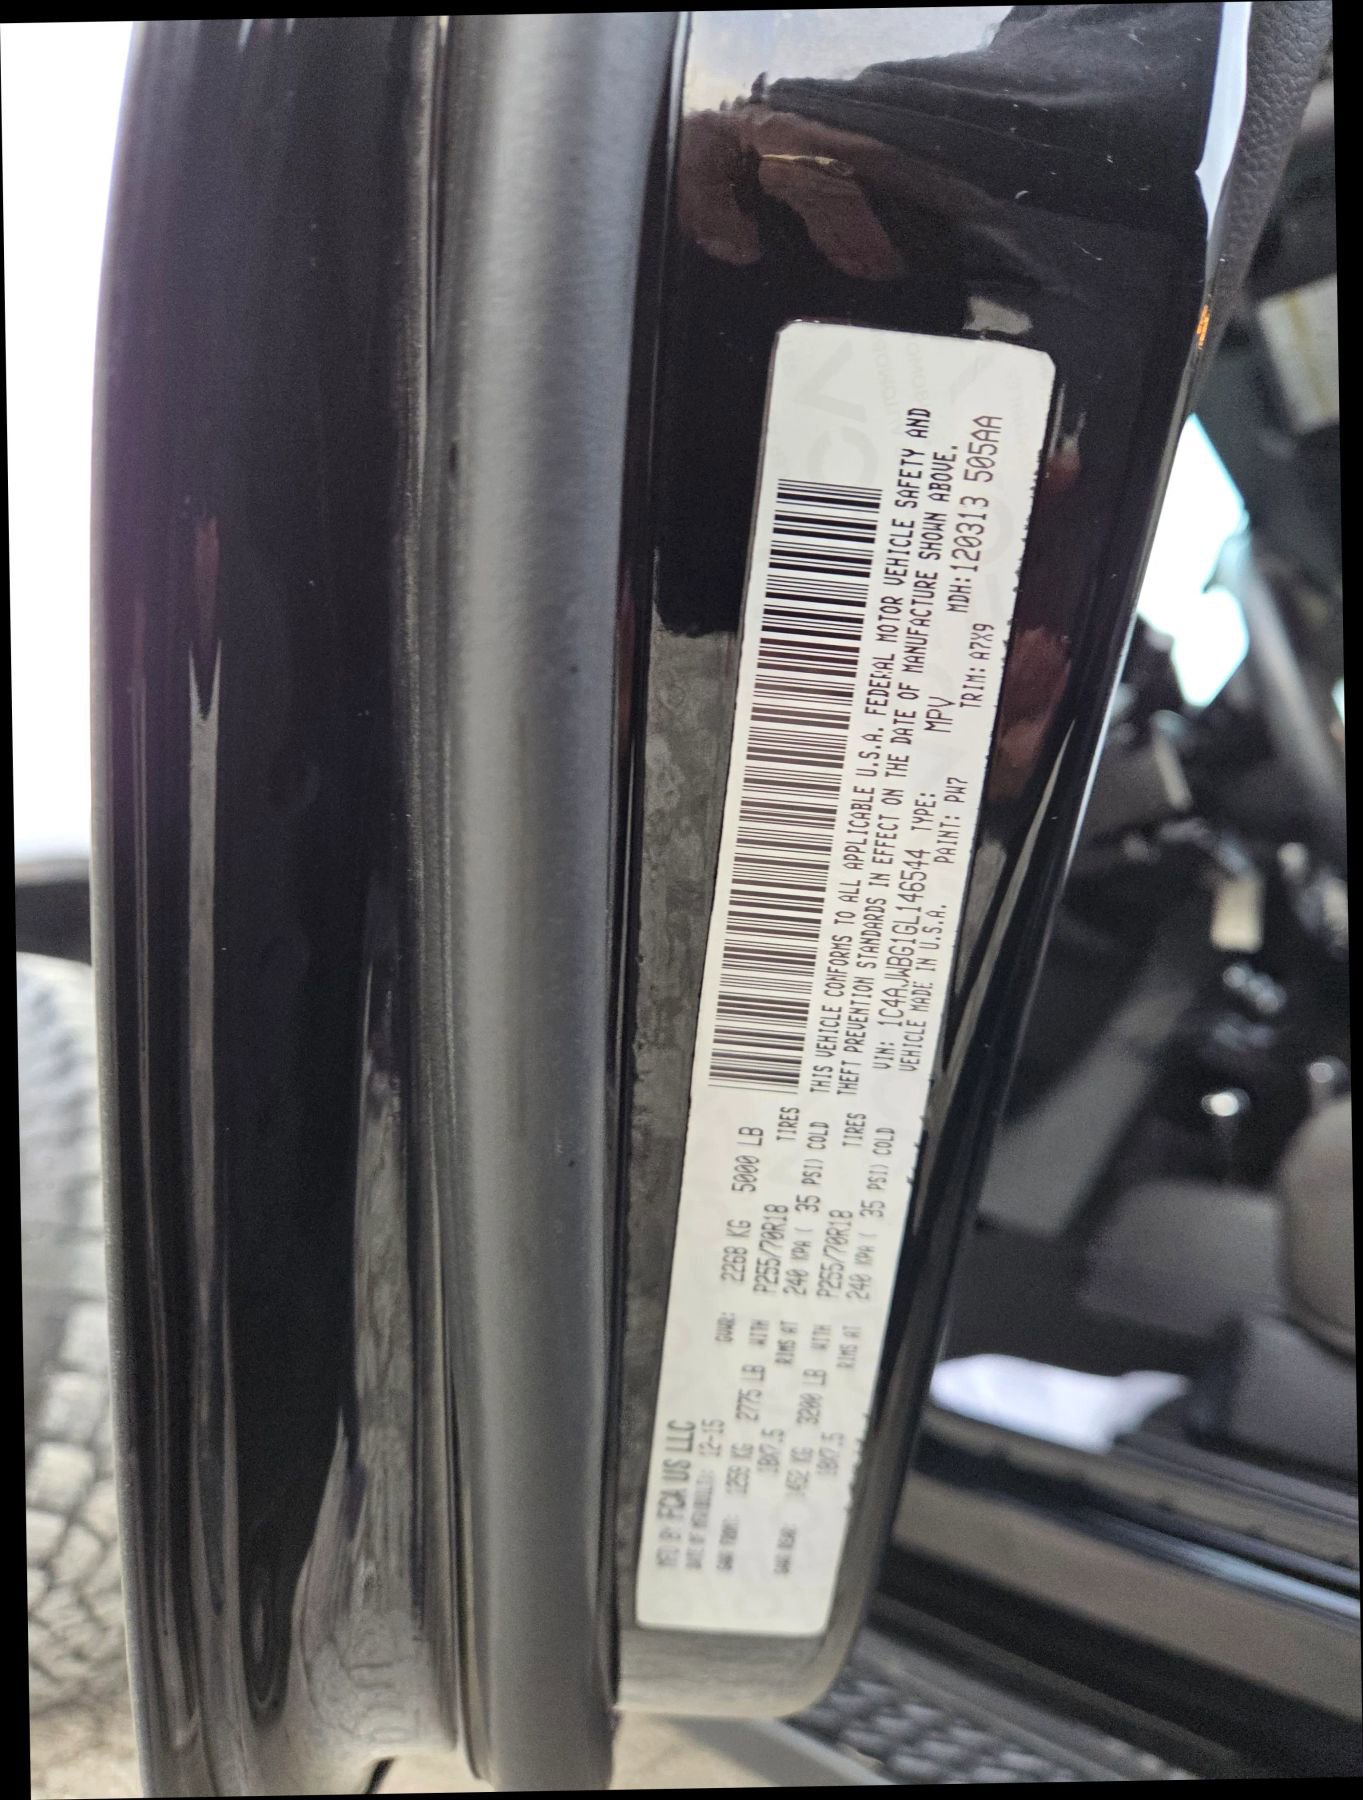 MFD BY FCA US LLC
DATE OF MFG(BUILD): 12-15 GVWR: 2268 KG 5000 LB
GAWR FRONT: 1259 KG 2775 LB WITH P255/70R18 TIRES
18X7.5 RIMS AT 240 KPA ( 35 PSI) COLD
GAWR REAR: 1452 KG 3200 LB WITH P255/70R18 TIRES
18X7.5 RIMS AT 240 KPA ( 35 PSI) COLD
THIS VEHICLE CONFORMS TO ALL APPLICABLE U.S.A. FEDERAL MOTOR VEHICLE SAFETY AND
THEFT PREVENTION STANDARDS IN EFFECT ON THE DATE OF MANUFACTURE SHOWN ABOVE.
VIN: 1C4AJWBG1GL146544 TYPE: MPV MDH:120313 505AA
VEHICLE MADE IN U.S.A. PAINT: PW7 TRIM: A7X9